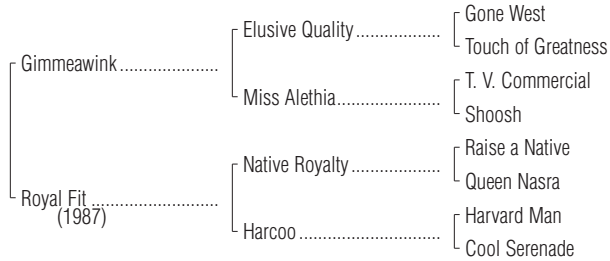 Gone West
Elusive Quality
Touch of Greatness
Gimmeawink
T. V. Commercial
Miss Alethia
Shoosh
Raise a Native
Native Royalty
Queen Nasra
Royal Fit
(1987)
Harvard Man
Harcoo
Cool Serenade